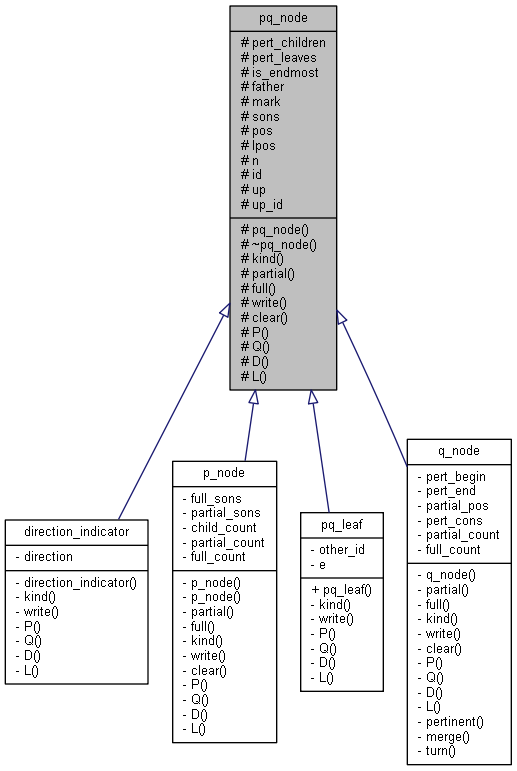 pq_node
# pert_children
# pert_leaves
# is_endmost
# father
# mark
# sons
# pos
# lpos
# n
# id
# up
# up_id
# pq_node()
# ~pq_node()
# kind()
# partial()
# full()
# write()
# clear()
# P()
# Q()
# D()
# L()
direction_indicator
- direction
- direction_indicator()
- kind()
- write()
- P()
- Q()
- D()
- L()
p_node
- full_sons
- partial_sons
- child_count
- partial_count
- full_count
- p_node()
- p_node()
- partial()
- full()
- kind()
- write()
- clear()
- P()
- Q()
- D()
- L()
pq_leaf
- other_id
- e
+ pq_leaf()
- kind()
- write()
- P()
- Q()
- D()
- L()
q_node
- pert_begin
- pert_end
- partial_pos
- pert_cons
- partial_count
- full_count
- q_node()
- partial()
- full()
- kind()
- write()
- clear()
- P()
- Q()
- D()
- L()
- pertinent()
- merge()
- turn()